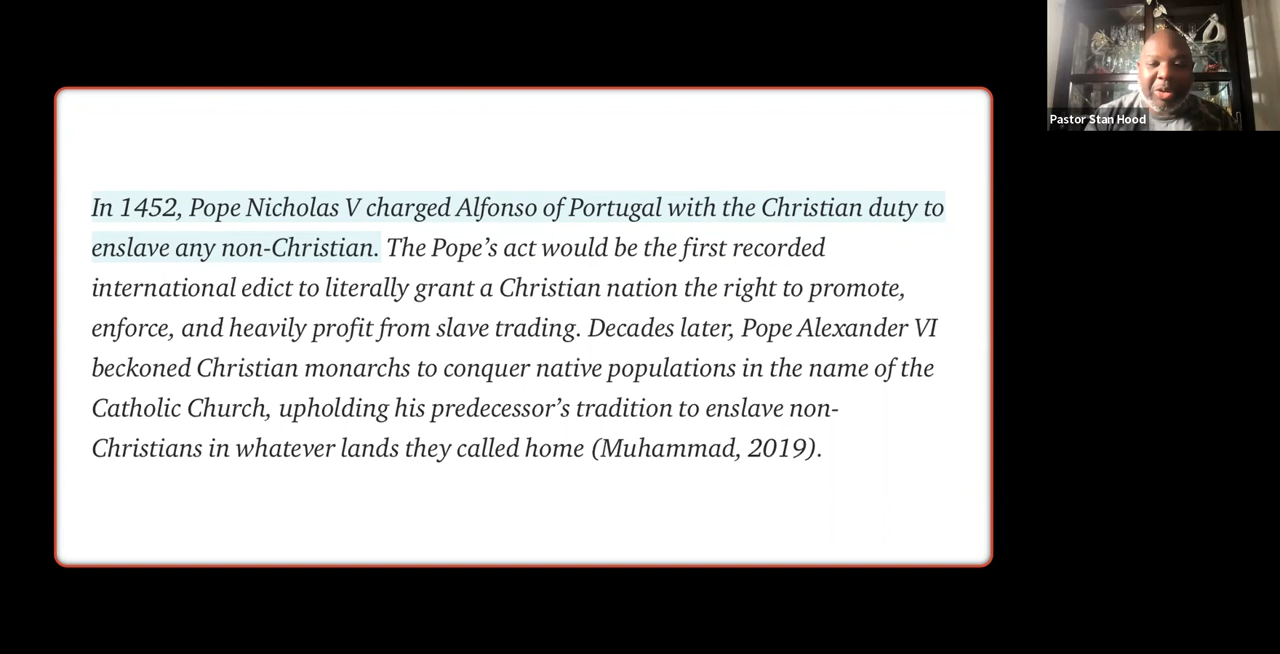 In 1452, Pope Nicholas V charged Alfonso of Portugal with the Christian duty to
enslave any non-Christian. The Pope’s act would be the first recorded
international edict to literally grant a Christian nation the right to promote,
enforce, and heavily profit from slave trading. Decades later, Pope Alexander VI
beckoned Christian monarchs to conquer native populations in the name of the
Catholic Church, upholding his predecessor’s tradition to enslave non-
Christians in whatever lands they called home (Muhammad, 2019).
Pastor Stan Hood